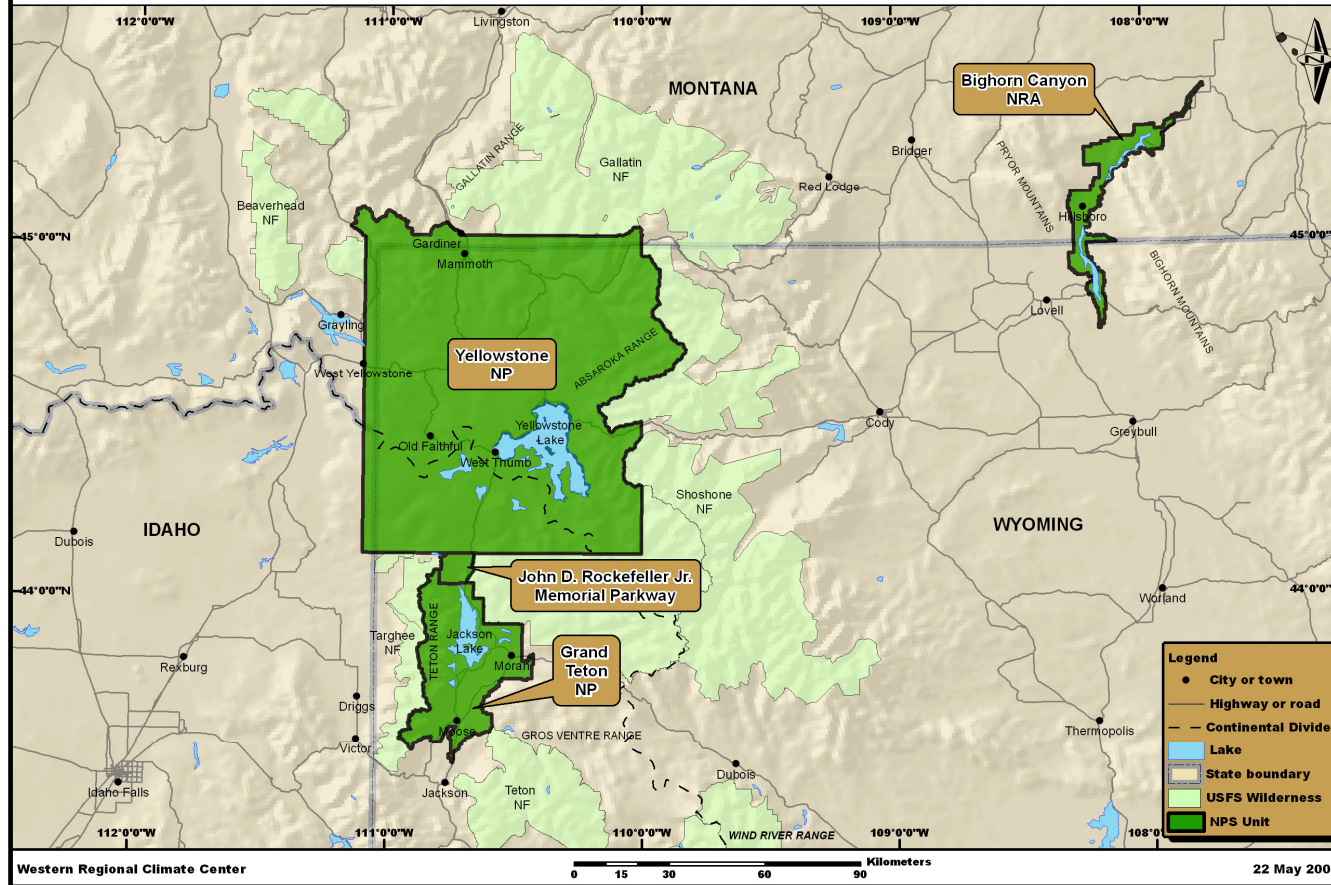 112°0'0"W
111°0'0"W
110°0'0"W
109°0'0"W
108°0'0"W
Livingston
MONTANA
Bighorn Canyon
NRA
N
GALLATIN RANGE
Gallatin
NF
Bridger
PRYOR MOUNTAINS
Red Lodge
Beaverhead
NF
Hillsboro
45°0'0"N
45°0'0"N
Gardiner
Mammoth
BIGHORN MOUNTAINS
Lovell
Grayling
Yellowstone
NP
ABSAROKA RANGE
West Yellowstone
Cody
Greybull
Yellowstone
Lake
Old Faithful
West Thumb
Shoshone
NF
IDAHO
WYOMING
Dubois
John D. Rockefeller Jr.
Memorial Parkway
44°0'0"N
44°0'0"N
Worland
Targhee
NF
TETON RANGE
Jackson
Lake
Moran
Grand
Teton
NP
Rexburg
Driggs
Victor
Moose
GROS VENTRE RANGE
Thermopolis
Dubois
Idaho Falls
Jackson
Teton
NF
WIND RIVER RANGE
Legend
City or town
Highway or road
Continental Divide
Lake
State boundary
USFS Wilderness
NPS Unit
112°0'0"W
111°0'0"W
110°0'0"W
109°0'0"W
108°
Western Regional Climate Center
0 15 30 60 90 Kilometers
22 May 200